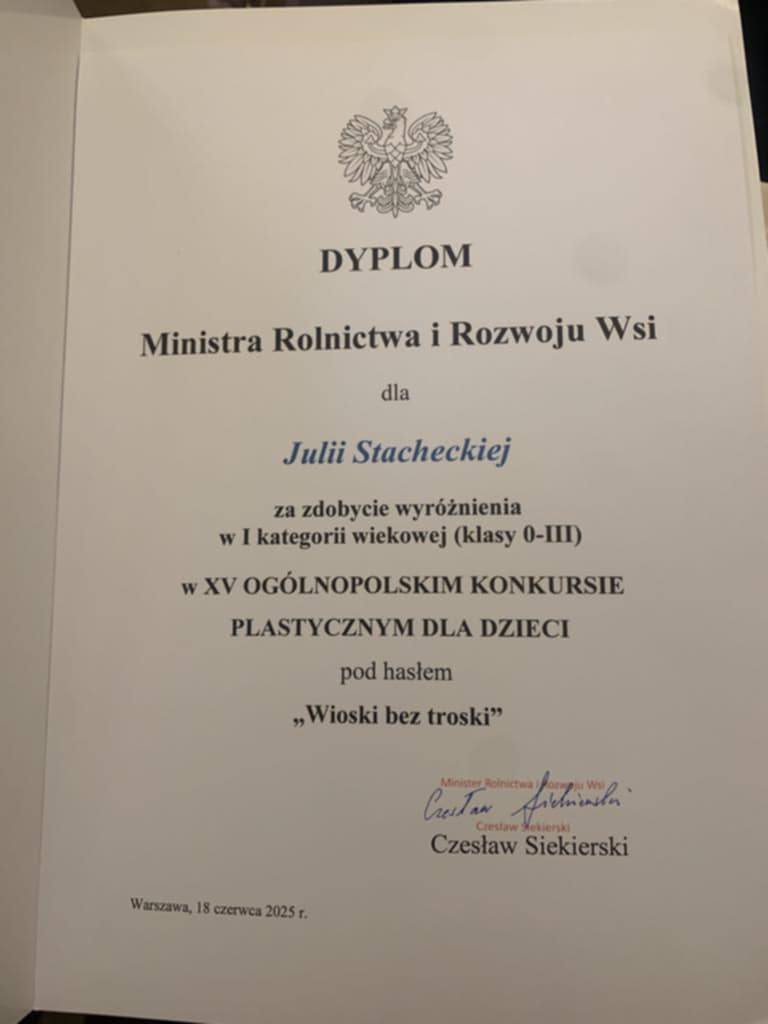 DYPLOM
Ministra Rolnictwa i Rozwoju Wsi
dla
Julii Stacheckiej
za zdobycie wyróżnienia
w I kategorii wiekowej (klasy 0-III)
w XV OGÓLNOPOLSKIM KONKURSIE
PLASTYCZNYM DLA DZIECI
pod hasłem
„Wioski bez troski”
Minister Rolnictwa i Rozwoju Wsi
Czesław Siekierski
Czesław Siekierski
Czesław Siekierski
Warszawa, 18 czerwca 2025 r.